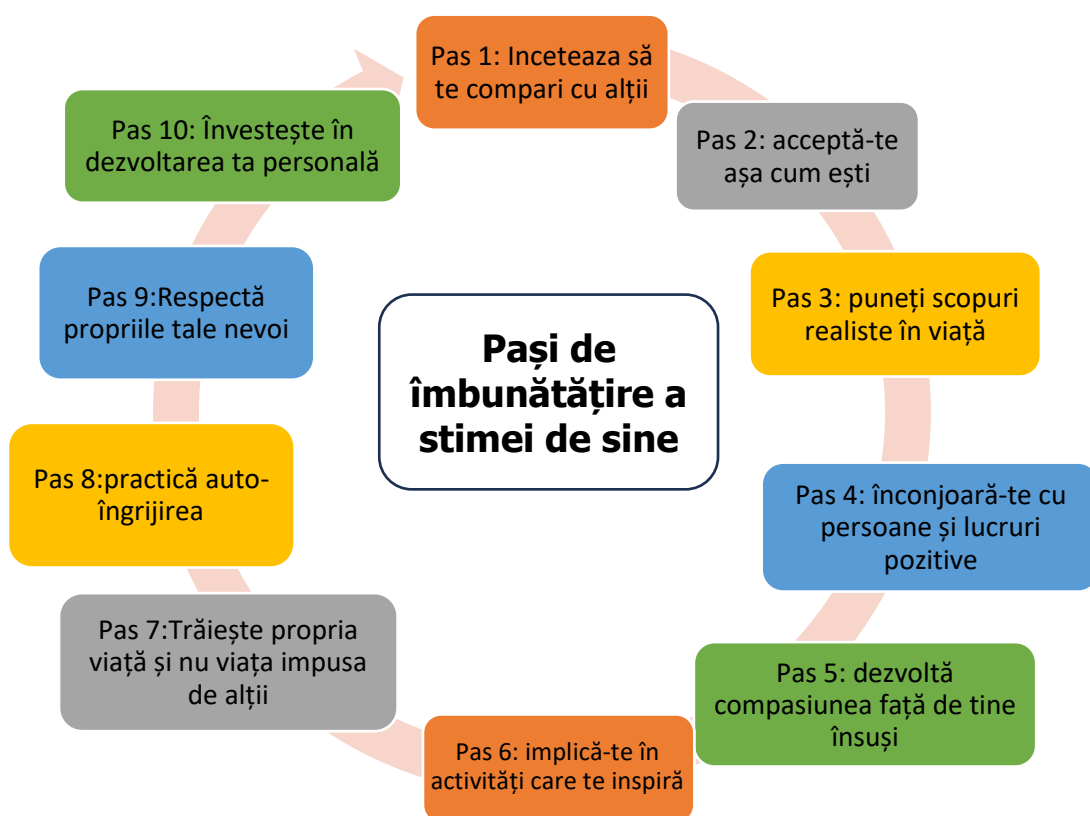 Pas 1: Inceteaza să
te compari cu alții
Pas 2: acceptă-te
așa cum ești
Pas 3: puneți scopuri
realiste în viață
Pas 4: înconjoară-te cu
persoane și lucruri
pozitive
Pas 5: dezvoltă
compasiunea față de tine
însuși
Pas 6: implică-te în
activități care te inspiră
Pas 7:Trăiește propria
viață și nu viața impusa
de alții
Pas 8:practică auto-
îngrijirea
Pas 9:Respectă
propriile tale nevoi
Pas 10: Învestește în
dezvoltarea ta personală
Pași de
îmbunătățire a
stimei de sine